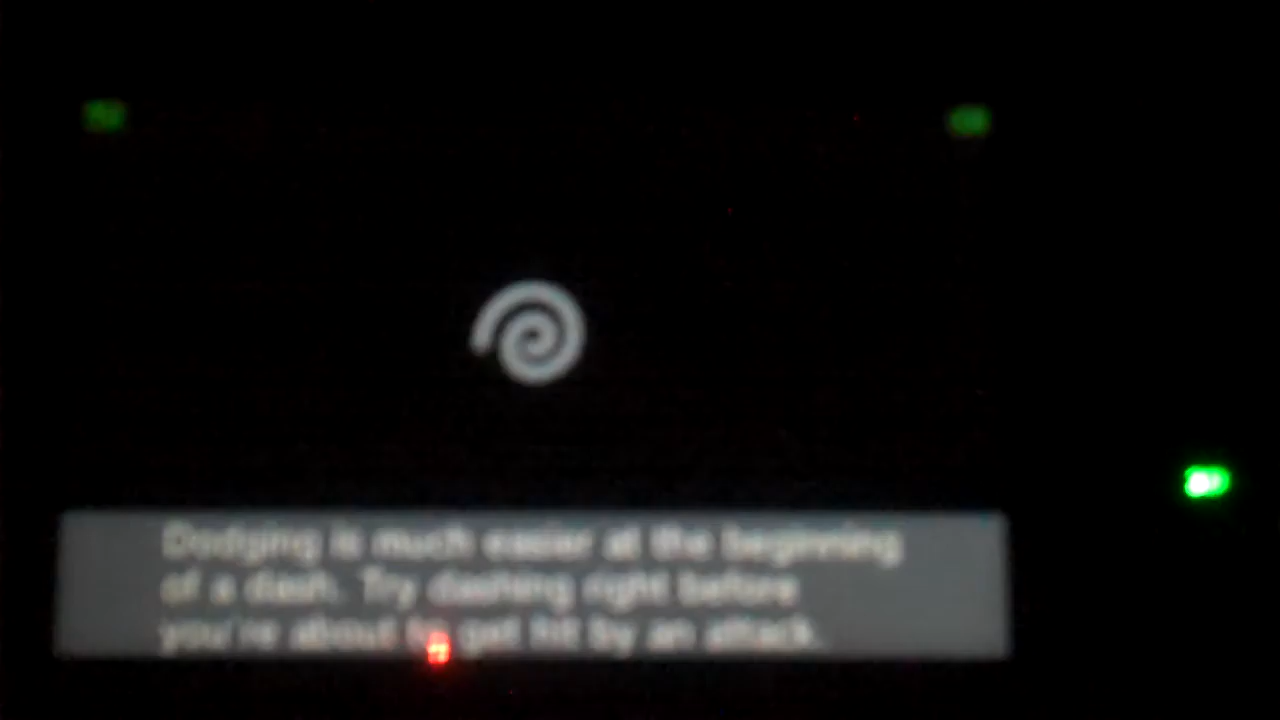 Dodging is much easier at the beginning
of a dash. Try dashing right before
you're about to get hit by an attack.